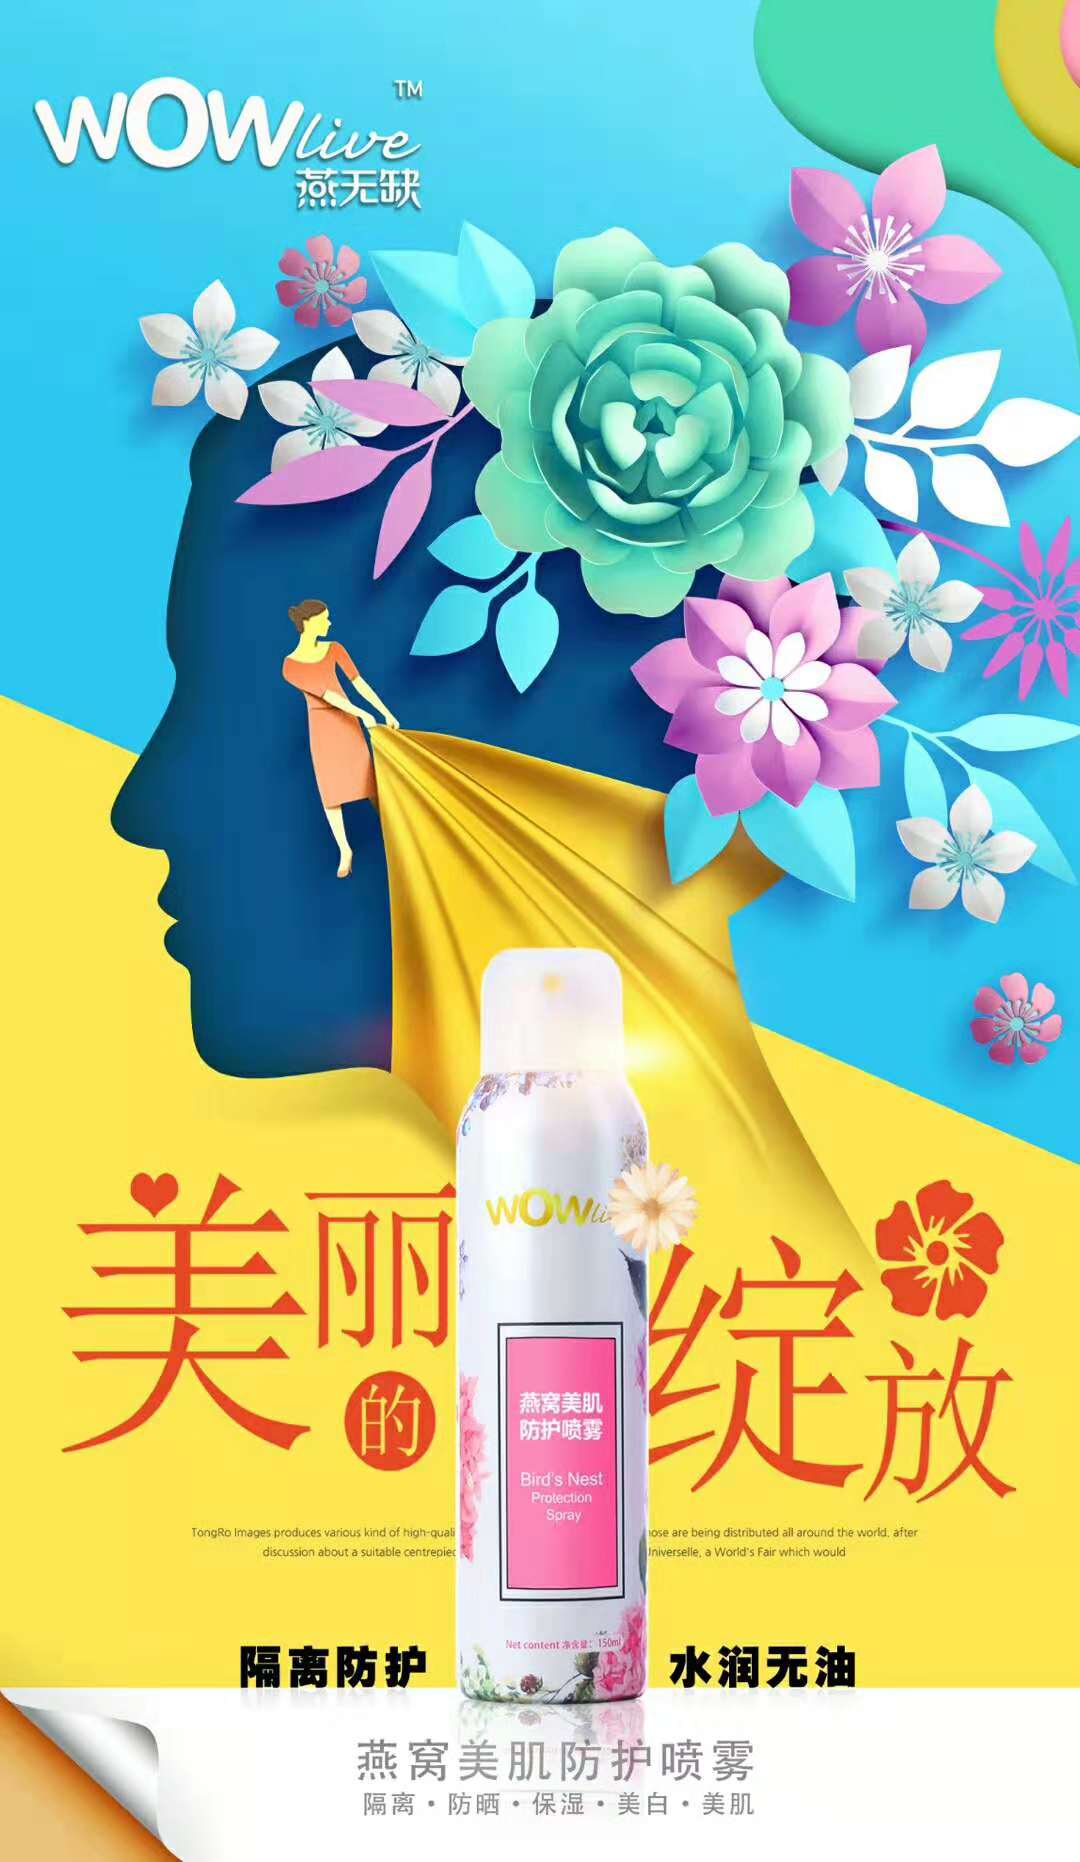 WOWlive™
燕无缺
美丽的绽放
WOWli
燕窝美肌
防护喷雾
Bird's Nest
Protection
Spray
TongRo Images produces various kind of high-quali
hose are being distributed all around the world. after
discussion about a suitable centrepiec
Universelle, a World's Fair which would
Net content 净含量: 150ml
隔离防护
水润无油
燕窝美肌防护喷雾
隔离·防晒·保湿·美白·美肌